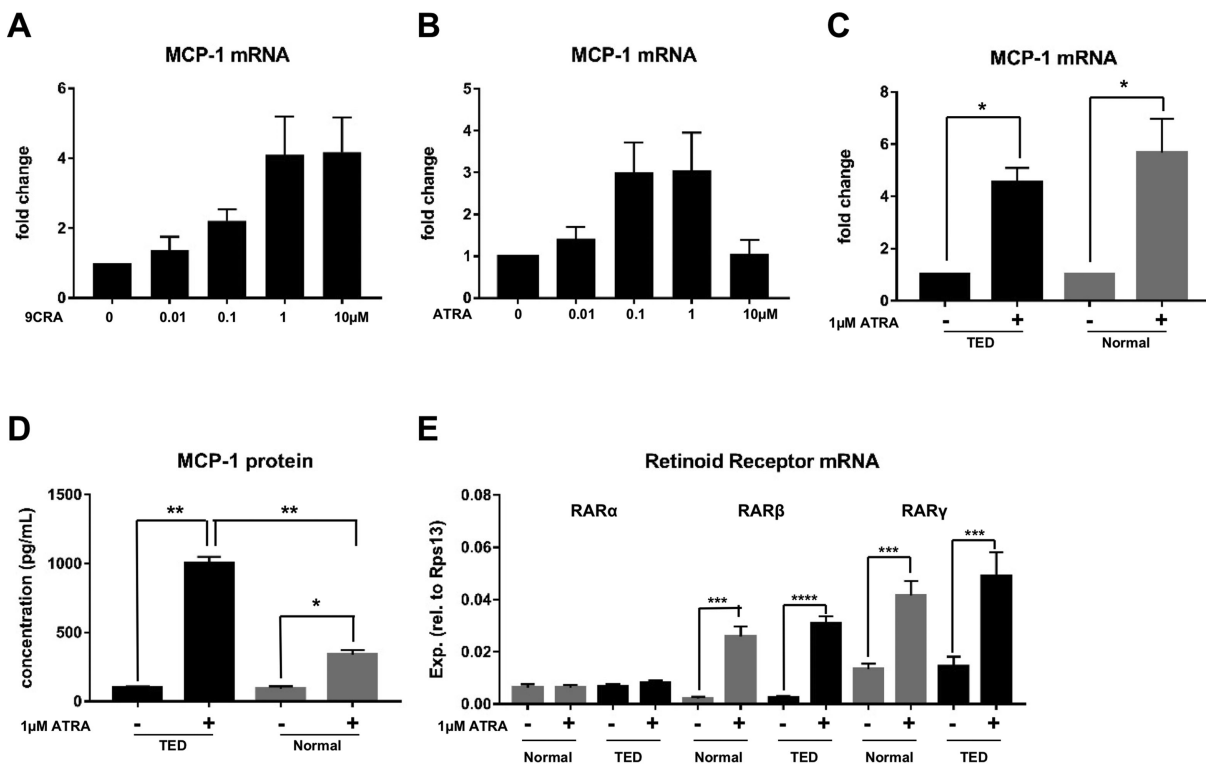 A
MCP-1 mRNA
fold change
6
4
2
0
9CRA 0 0.01 0.1 1 10µM
B
MCP-1 mRNA
fold change
5
4
3
2
1
0
ATRA 0 0.01 0.1 1 10µM
C
MCP-1 mRNA
fold change
8
6
4
2
0
* *
1µM ATRA - + - +
TED Normal
D
MCP-1 protein
concentration (pg/mL)
1500
1000
500
0
** **
*
1µM ATRA - + - +
TED Normal
E
Retinoid Receptor mRNA
Exp. (rel. to Rps13)
0.08
0.06
0.04
0.02
0.00
RARα RARβ RARγ
*** **** *** ***
1µM ATRA - + - + - + - + - + - +
Normal TED Normal TED Normal TED